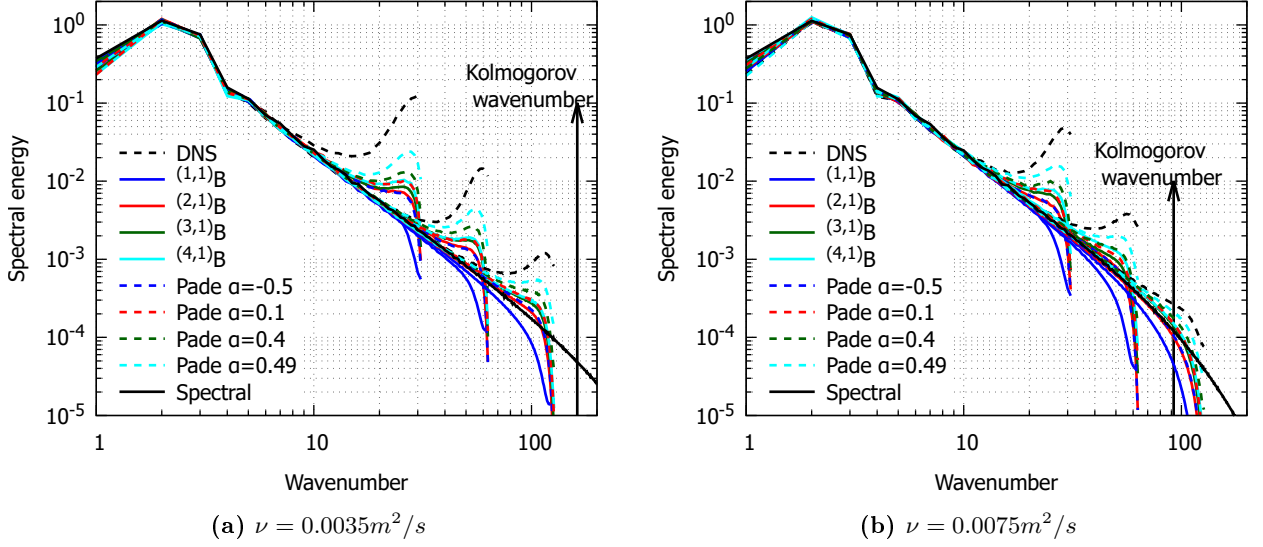 10⁰
10⁻¹
10⁻²
10⁻³
10⁻⁴
10⁻⁵
Spectral energy
Kolmogorov
wavenumber
DNS
(1,1)B
(2,1)B
(3,1)B
(4,1)B
Pade α=-0.5
Pade α=0.1
Pade α=0.4
Pade α=0.49
Spectral
1
10
100
Wavenumber
(a) ν = 0.0035m²/s
10⁰
10⁻¹
10⁻²
10⁻³
10⁻⁴
10⁻⁵
Spectral energy
Kolmogorov
wavenumber
DNS
(1,1)B
(2,1)B
(3,1)B
(4,1)B
Pade α=-0.5
Pade α=0.1
Pade α=0.4
Pade α=0.49
Spectral
1
10
100
Wavenumber
(b) ν = 0.0075m²/s